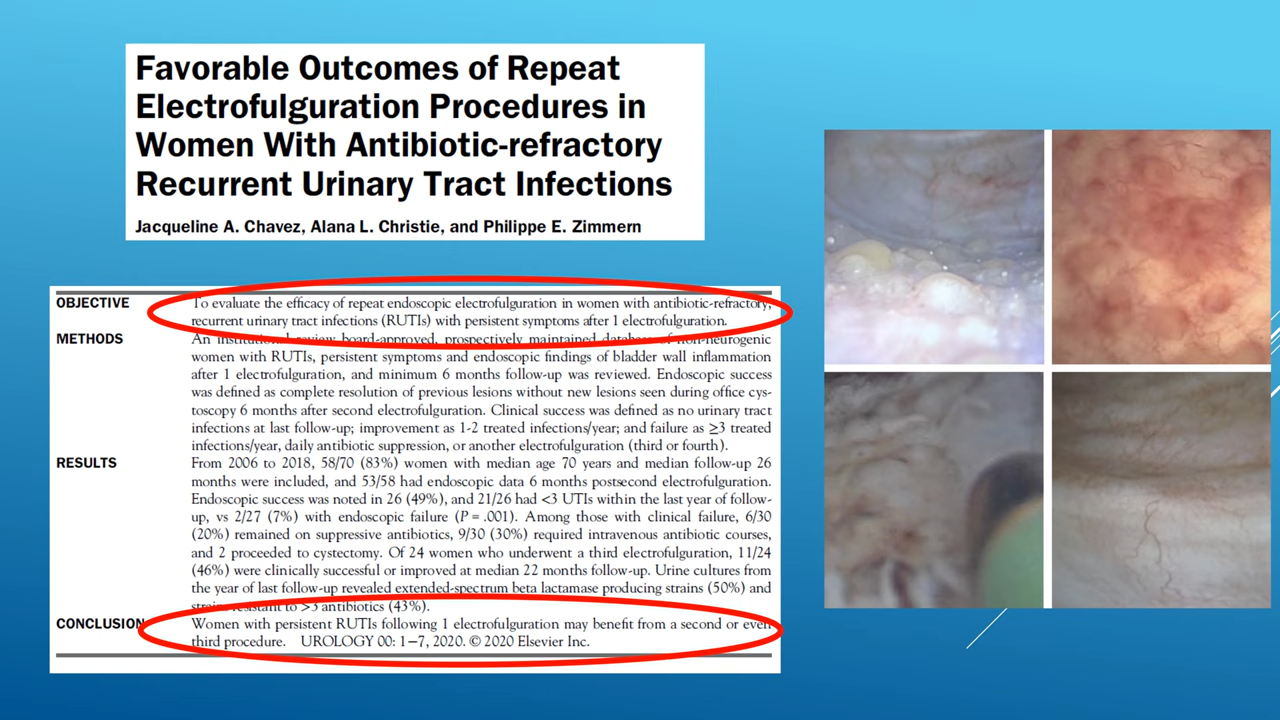 Favorable Outcomes of Repeat
Electrofulguration Procedures in
Women With Antibiotic-refractory
Recurrent Urinary Tract Infections
Jacqueline A. Chavez, Alana L. Christie, and Philippe E. Zimmern
OBJECTIVE To evaluate the efficacy of repeat endoscopic electrofulguration in women with antibiotic-refractory,
recurrent urinary tract infections (RUTIs) with persistent symptoms after 1 electrofulguration.
METHODS An institutional review board-approved, prospectively maintained database of non-neurogenic
women with RUTIs, persistent symptoms and endoscopic findings of bladder wall inflammation
after 1 electrofulguration, and minimum 6 months follow-up was reviewed. Endoscopic success
was defined as complete resolution of previous lesions without new lesions seen during office cys-
toscopy 6 months after second electrofulguration. Clinical success was defined as no urinary tract
infections at last follow-up; improvement as 1-2 treated infections/year; and failure as ≥3 treated
infections/year, daily antibiotic suppression, or another electrofulguration (third or fourth).
RESULTS From 2006 to 2018, 58/70 (83%) women with median age 70 years and median follow-up 26
months were included, and 53/58 had endoscopic data 6 months postsecond electrofulguration.
Endoscopic success was noted in 26 (49%), and 21/26 had <3 UTIs within the last year of follow-
up, vs 2/27 (7%) with endoscopic failure (P = .001). Among those with clinical failure, 6/30
(20%) remained on suppressive antibiotics, 9/30 (30%) required intravenous antibiotic courses,
and 2 proceeded to cystectomy. Of 24 women who underwent a third electrofulguration, 11/24
(46%) were clinically successful or improved at median 22 months follow-up. Urine cultures from
the year of last follow-up revealed extended-spectrum beta lactamase producing strains (50%) and
strains resistant to >3 antibiotics (43%).
CONCLUSION Women with persistent RUTIs following 1 electrofulguration may benefit from a second or even
third procedure. UROLOGY 00: 1−7, 2020. © 2020 Elsevier Inc.